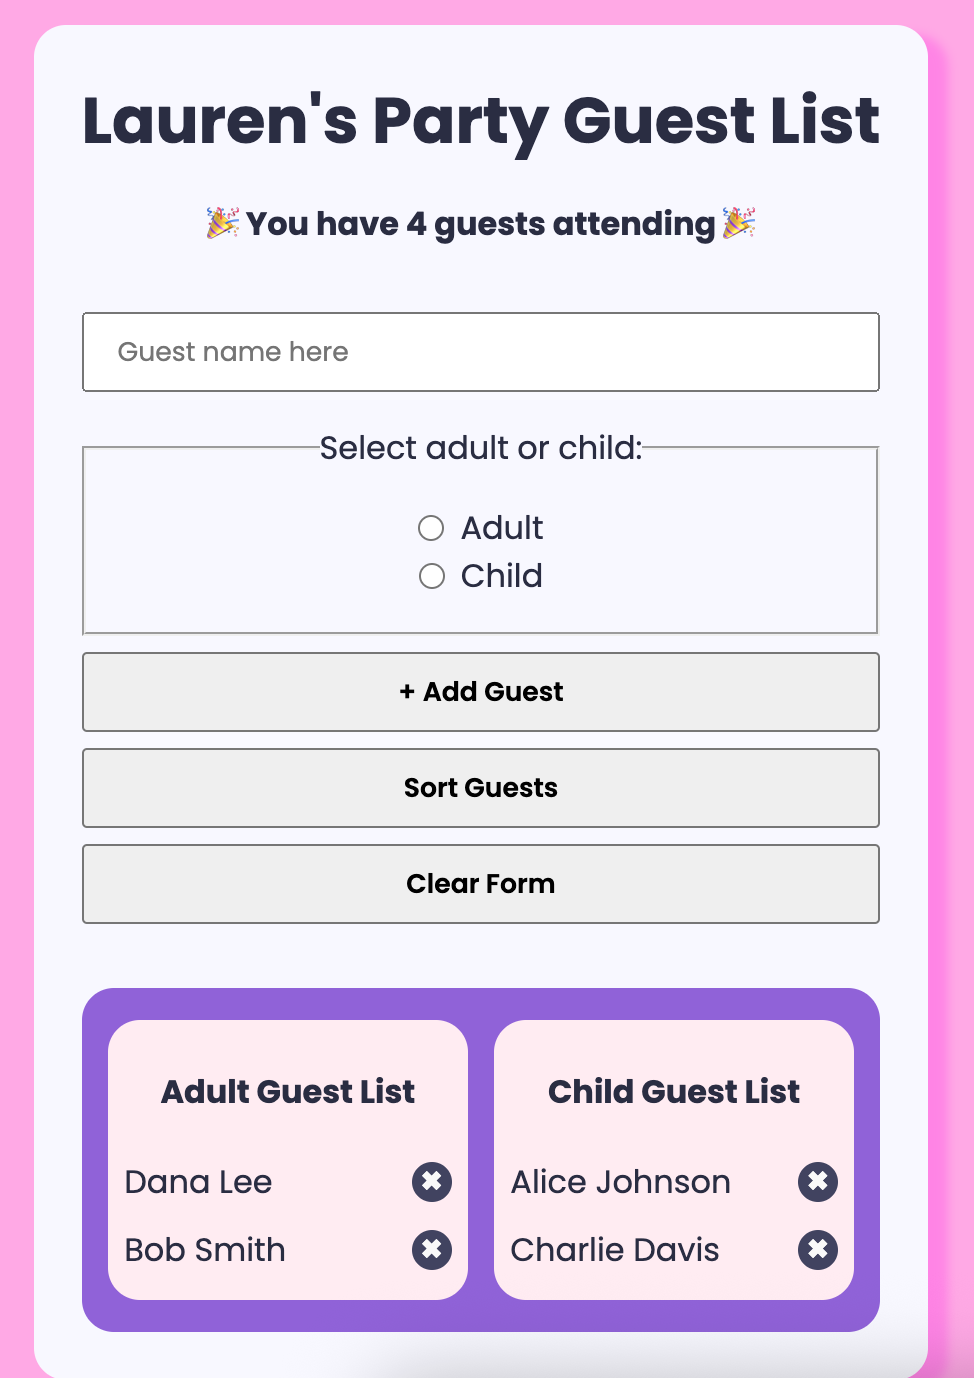 Lauren's Party Guest List
🎉 You have 4 guests attending 🎉
Guest name here
Select adult or child:
Adult
Child
+ Add Guest
Sort Guests
Clear Form
Adult Guest List
Dana Lee ✖
Bob Smith ✖
Child Guest List
Alice Johnson ✖
Charlie Davis ✖